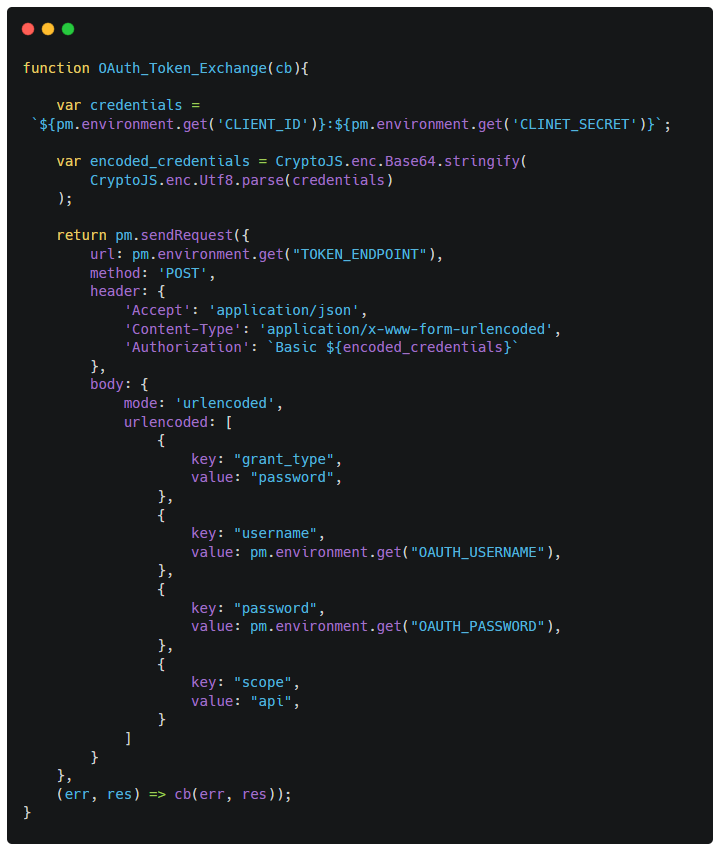 function OAuth_Token_Exchange(cb){
var credentials =
`${pm.environment.get('CLIENT_ID')}:${pm.environment.get('CLINET_SECRET')}`;
var encoded_credentials = CryptoJS.enc.Base64.stringify(
CryptoJS.enc.Utf8.parse(credentials)
);
return pm.sendRequest({
url: pm.environment.get("TOKEN_ENDPOINT"),
method: 'POST',
header: {
'Accept': 'application/json',
'Content-Type': 'application/x-www-form-urlencoded',
'Authorization': `Basic ${encoded_credentials}`
},
body: {
mode: 'urlencoded',
urlencoded: [
{
key: "grant_type",
value: "password",
},
{
key: "username",
value: pm.environment.get("OAUTH_USERNAME"),
},
{
key: "password",
value: pm.environment.get("OAUTH_PASSWORD"),
},
{
key: "scope",
value: "api",
}
]
}
},
(err, res) => cb(err, res));
}